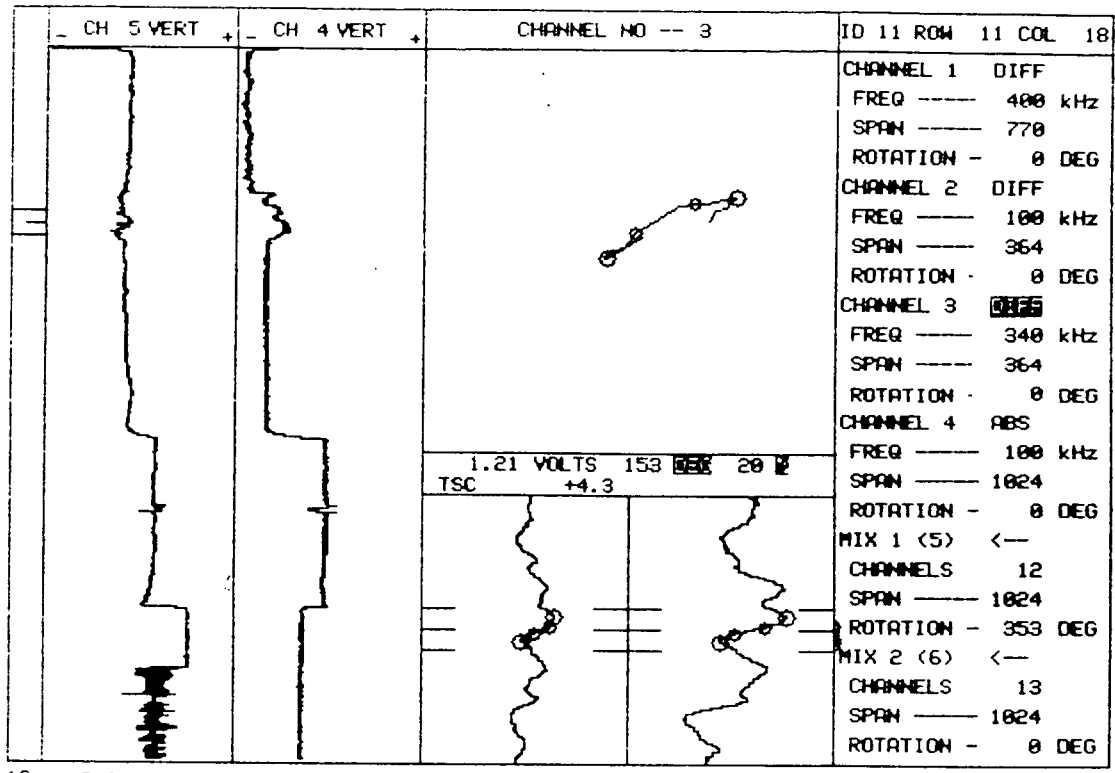 _ CH 5 VERT +
_ CH 4 VERT +
CHANNEL NO -- 3
1.21 VOLTS 153 DEG 20 %
TSC +4.3
ID 11 ROW 11 COL 18
CHANNEL 1 DIFF
FREQ ----- 400 kHz
SPAN ----- 770
ROTATION - 0 DEG
CHANNEL 2 DIFF
FREQ ----- 100 kHz
SPAN ----- 364
ROTATION - 0 DEG
CHANNEL 3 DIFF
FREQ ----- 340 kHz
SPAN ----- 364
ROTATION - 0 DEG
CHANNEL 4 ABS
FREQ ----- 100 kHz
SPAN ----- 1024
ROTATION - 0 DEG
MIX 1 (5) <--
CHANNELS 12
SPAN ----- 1024
ROTATION - 353 DEG
MIX 2 (6) <--
CHANNELS 13
SPAN ----- 1024
ROTATION - 0 DEG